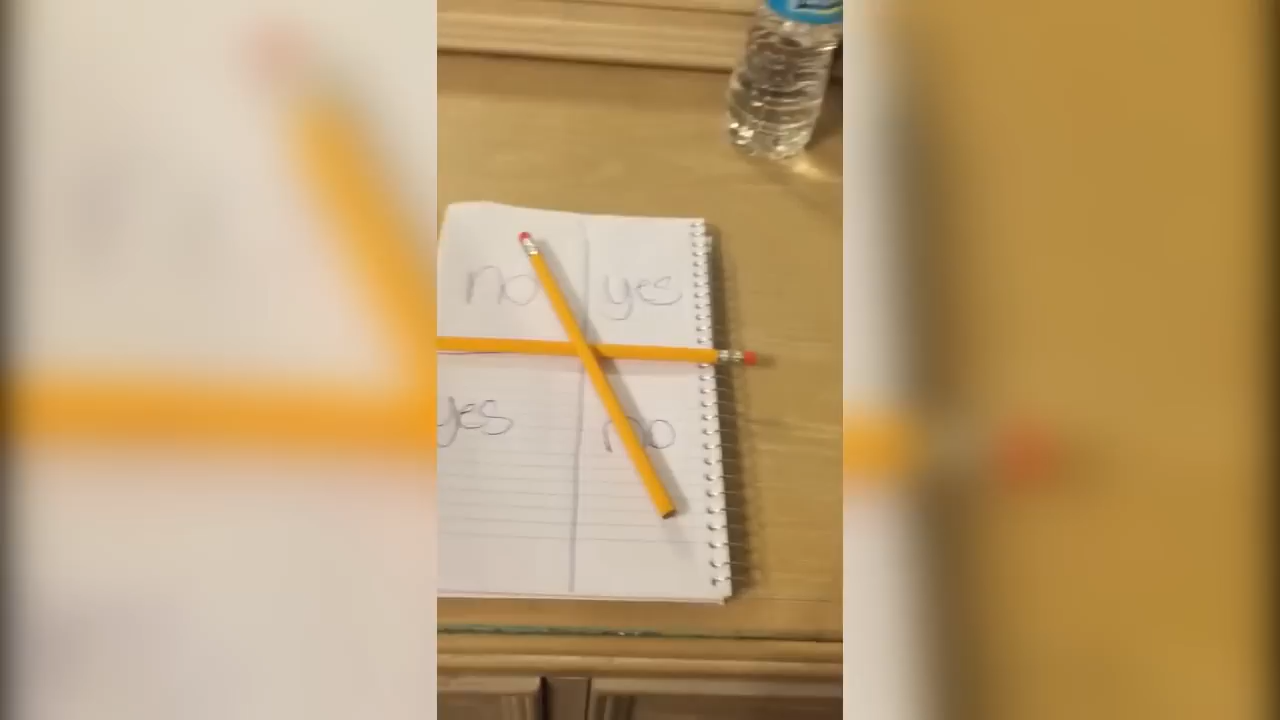 no yes
yes no